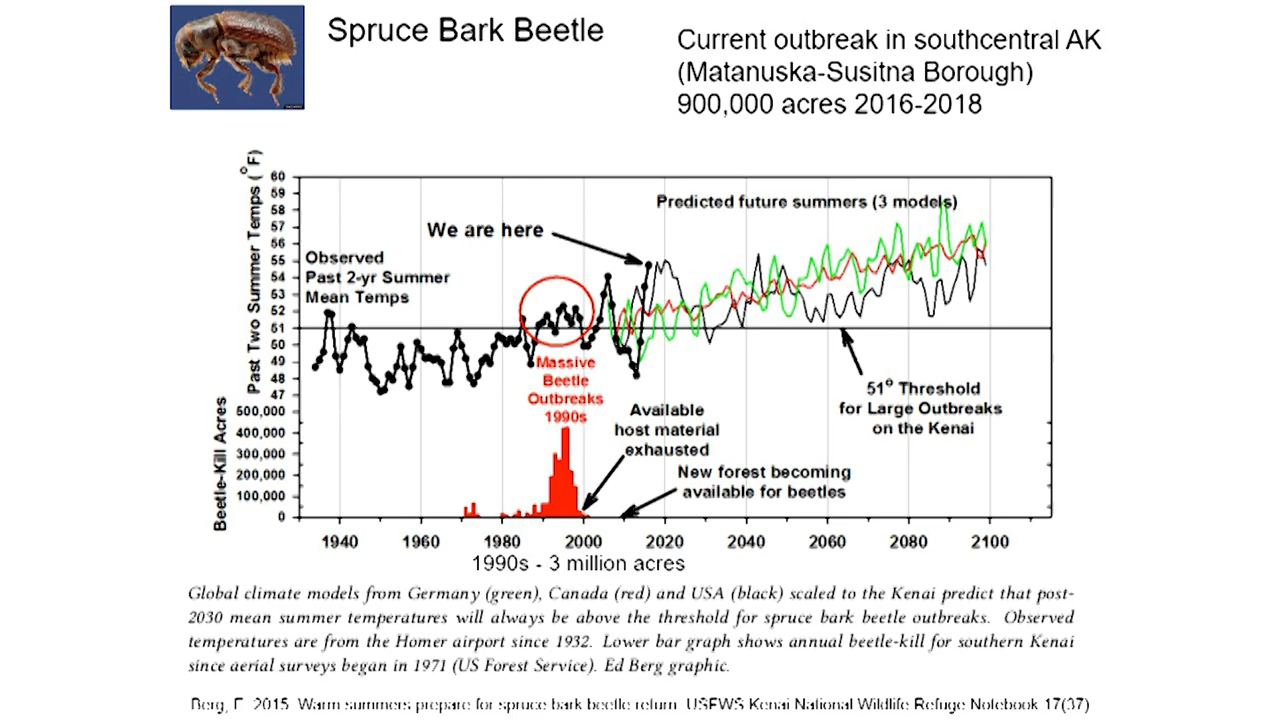 Spruce Bark Beetle
Current outbreak in southcentral AK
(Matanuska-Susitna Borough)
900,000 acres 2016-2018
Past Two Summer Temps (°F)
60
59
58
57
56
55
54
53
52
51
50
49
48
47
Predicted future summers (3 models)
We are here
Observed
Past 2-yr Summer
Mean Temps
Massive
Beetle
Outbreaks
1990s
51° Threshold
for Large Outbreaks
on the Kenai
Available
host material
exhausted
New forest becoming
available for beetles
Beetle-Kill Acres
500,000
400,000
300,000
200,000
100,000
0
1940 1960 1980 2000 2020 2040 2060 2080 2100
1990s - 3 million acres
Global climate models from Germany (green), Canada (red) and USA (black) scaled to the Kenai predict that post-
2030 mean summer temperatures will always be above the threshold for spruce bark beetle outbreaks. Observed
temperatures are from the Homer airport since 1932. Lower bar graph shows annual beetle-kill for southern Kenai
since aerial surveys began in 1971 (US Forest Service). Ed Berg graphic.
Berg, E. 2015. Warm summers prepare for spruce bark beetle return. USFWS Kenai National Wildlife Refuge Notebook 17(37)